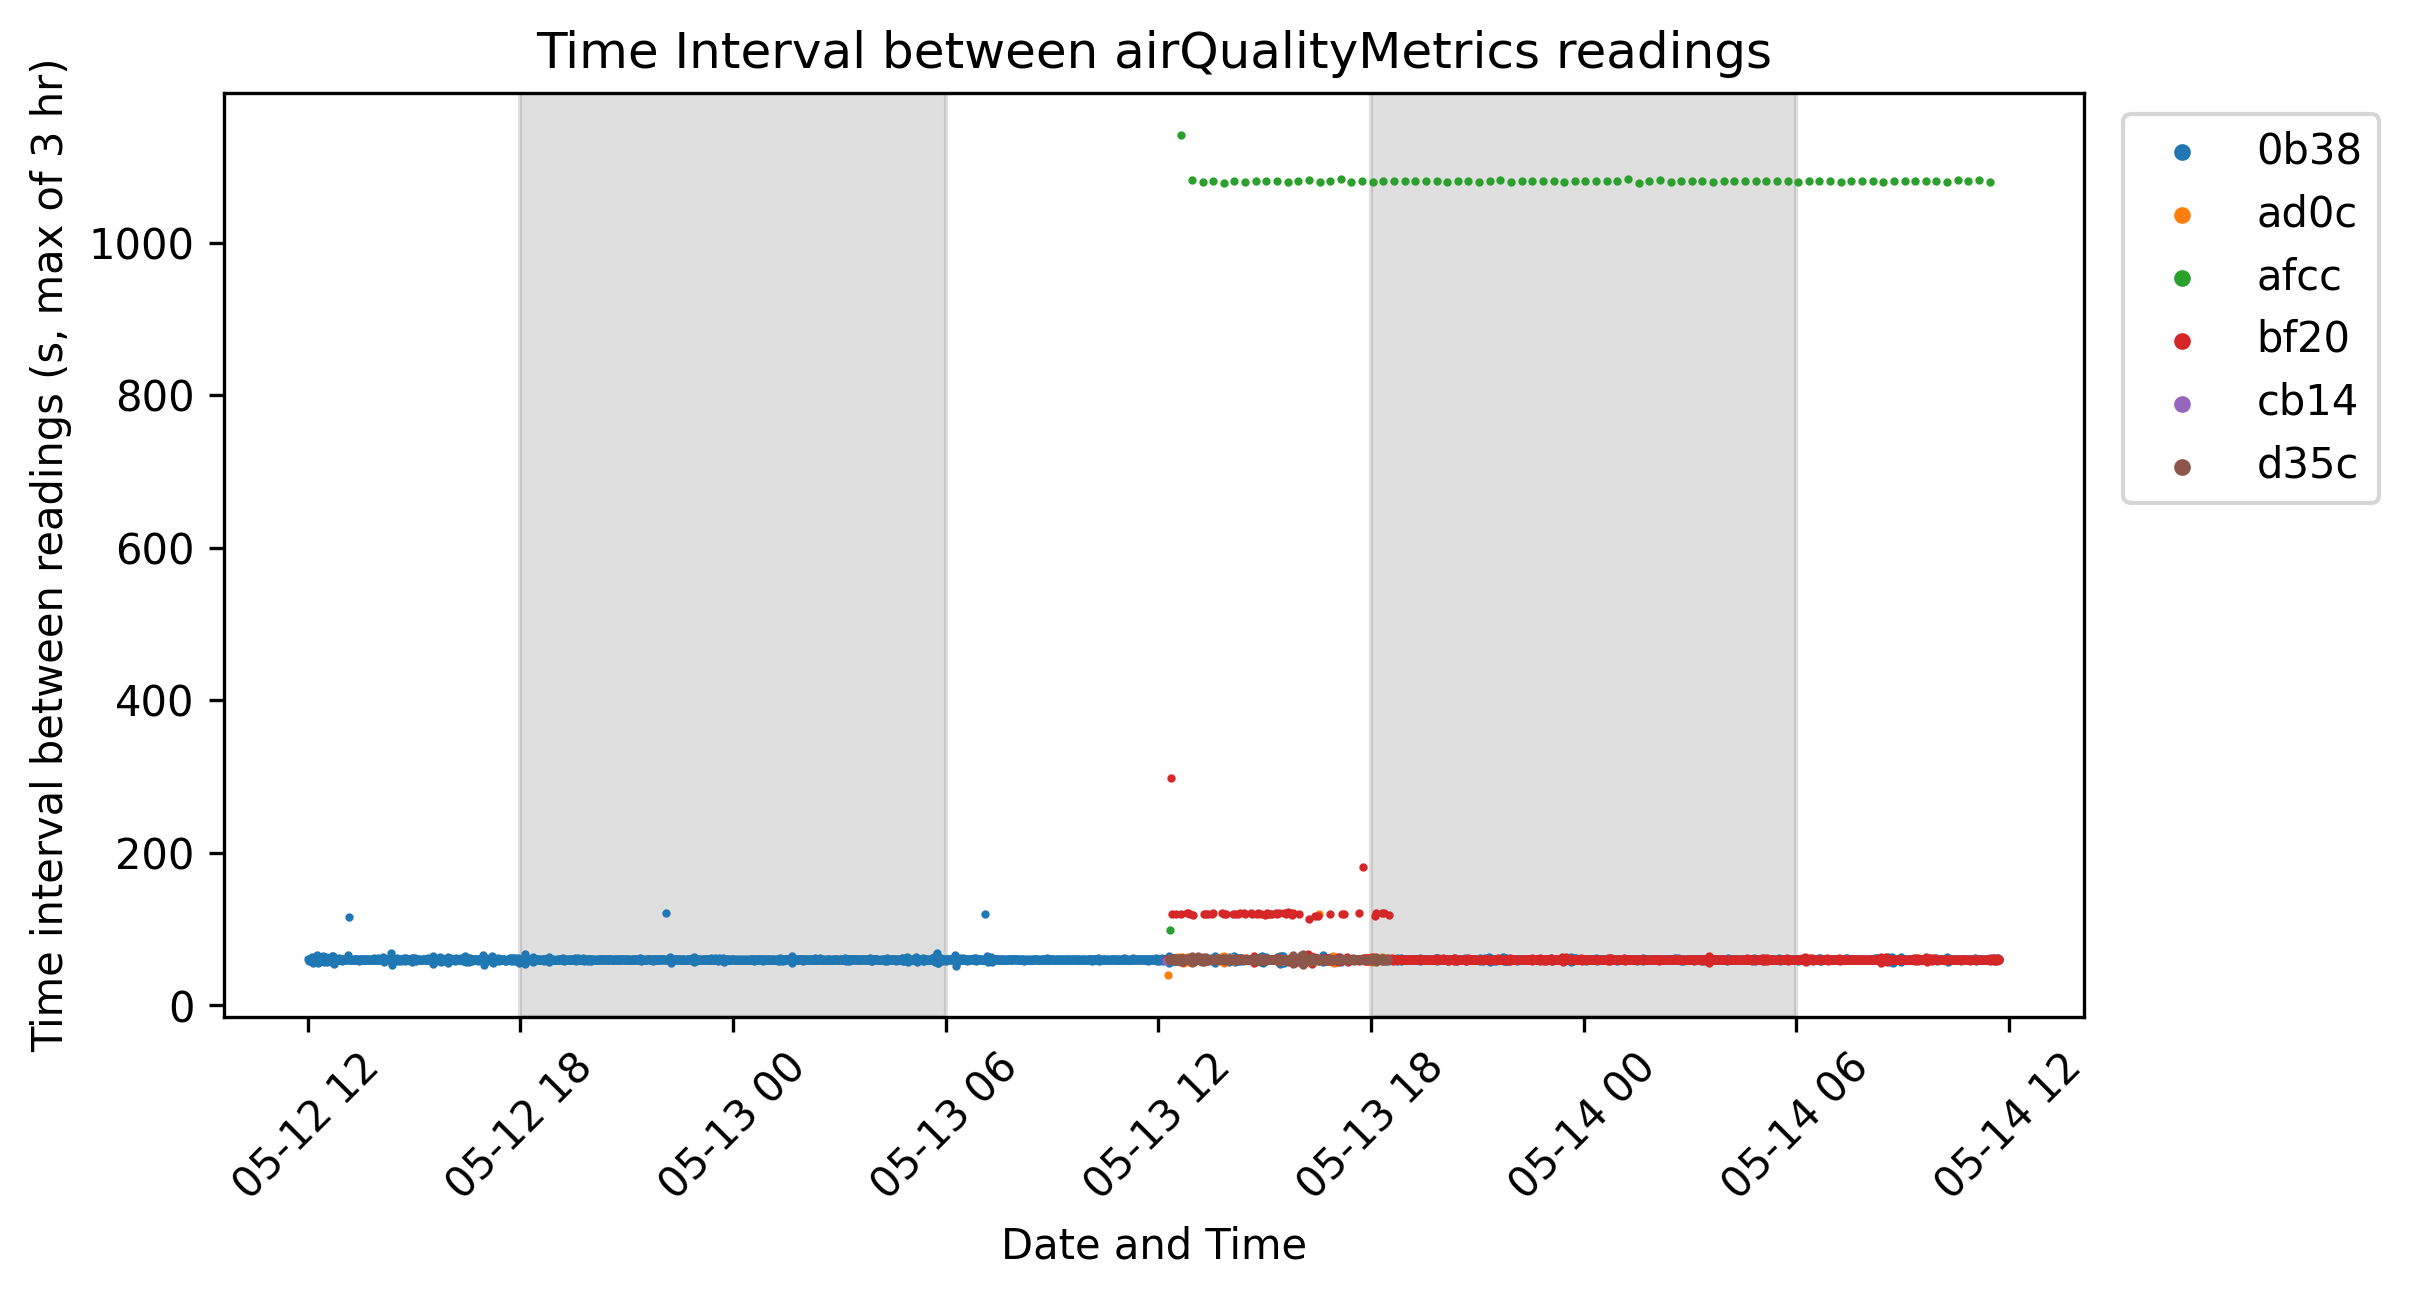 Time Interval between airQualityMetrics readings
Time interval between readings (s, max of 3 hr)
1000
800
600
400
200
0
05-12 12
05-12 18
05-13 00
05-13 06
05-13 12
05-13 18
05-14 00
05-14 06
05-14 12
Date and Time
0b38
ad0c
afcc
bf20
cb14
d35c